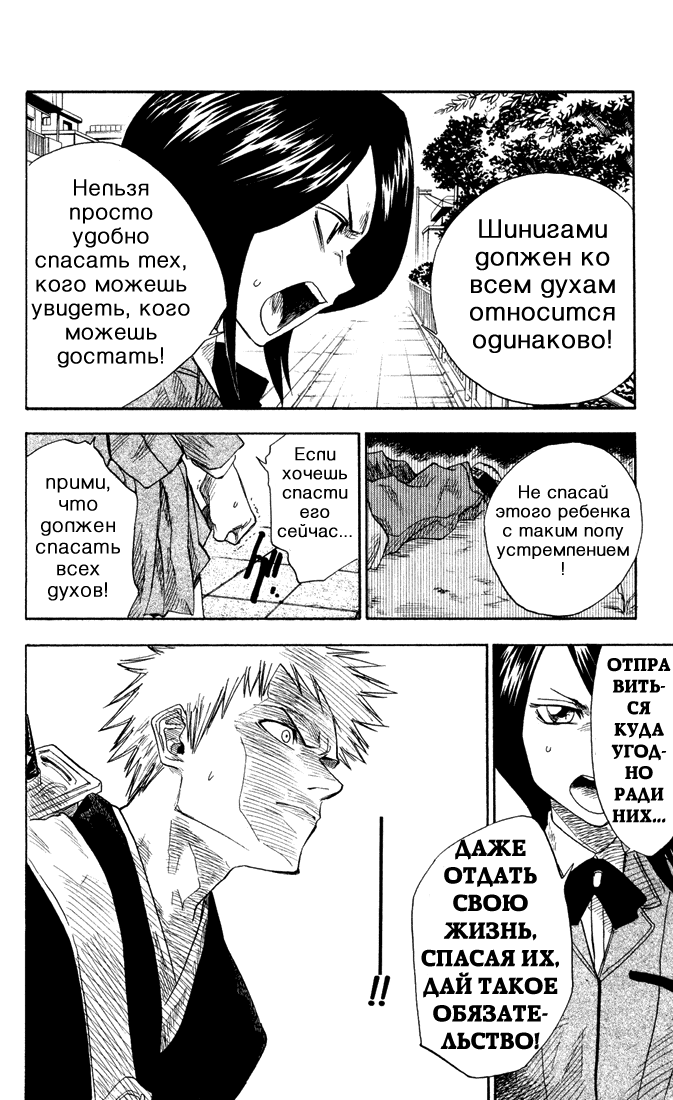 Шинигами
должен ко
всем духам
относится
одинаково!
Нельзя
просто
удобно
спасать тех,
кого можешь
увидеть, кого
можешь
достать!
Не спасай
этого ребенка
с таким полу
устремлением
!
Если
хочешь
спасти
его
сейчас...
прими,
что
должен
спасать
всех
духов!
ОТПРА
ВИТЬ-
СЯ
КУДА
УГОД-
НО
РАДИ
НИХ...
ДАЖЕ
ОТДАТЬ
СВОЮ
ЖИЗНЬ,
СПАСАЯ ИХ,
ДАЙ ТАКОЕ
ОБЯЗАТЕ-
ЛЬСТВО!
!!